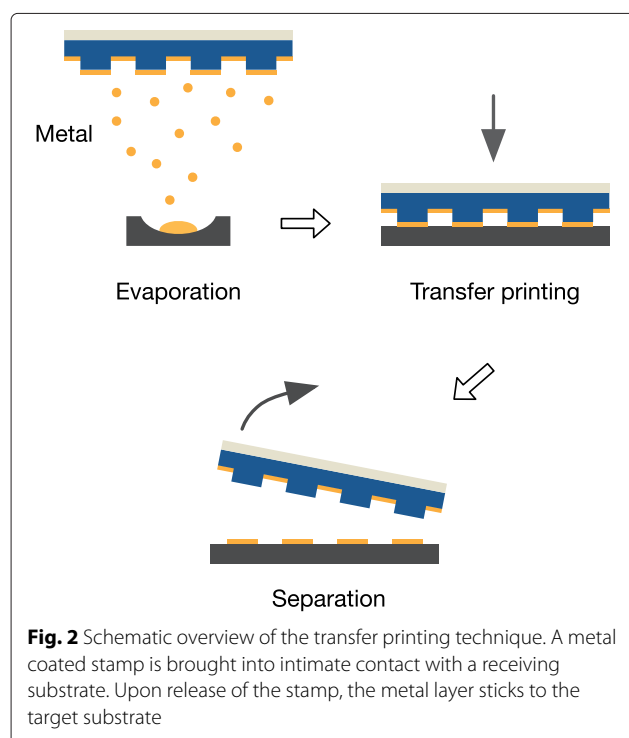 Metal
Evaporation
Transfer printing
Separation
Fig. 2 Schematic overview of the transfer printing technique. A metal
coated stamp is brought into intimate contact with a receiving
substrate. Upon release of the stamp, the metal layer sticks to the
target substrate